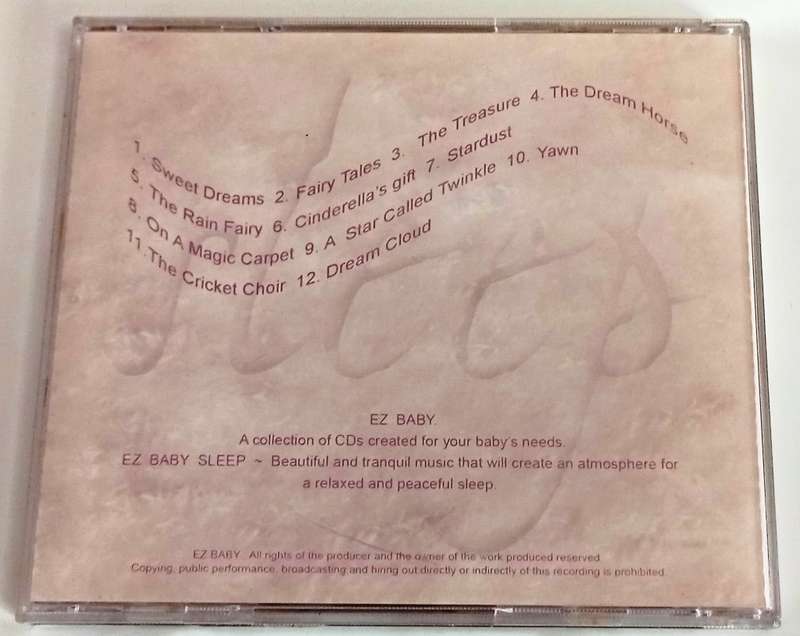 1. Sweet Dreams 2. Fairy Tales 3. The Treasure 4. The Dream Horse
5. The Rain Fairy 6. Cinderella's gift 7. Stardust
8. On A Magic Carpet 9. A Star Called Twinkle 10. Yawn
11. The Cricket Choir 12. Dream Cloud
sleep
EZ BABY.
A collection of CDs created for your baby's needs.
EZ BABY SLEEP ~ Beautiful and tranquil music that will create an atmosphere for
a relaxed and peaceful sleep.
EZ BABY. All rights of the producer and the owner of the work produced reserved.
Copying, public performance, broadcasting and hiring out directly or indirectly of this recording is prohibited.